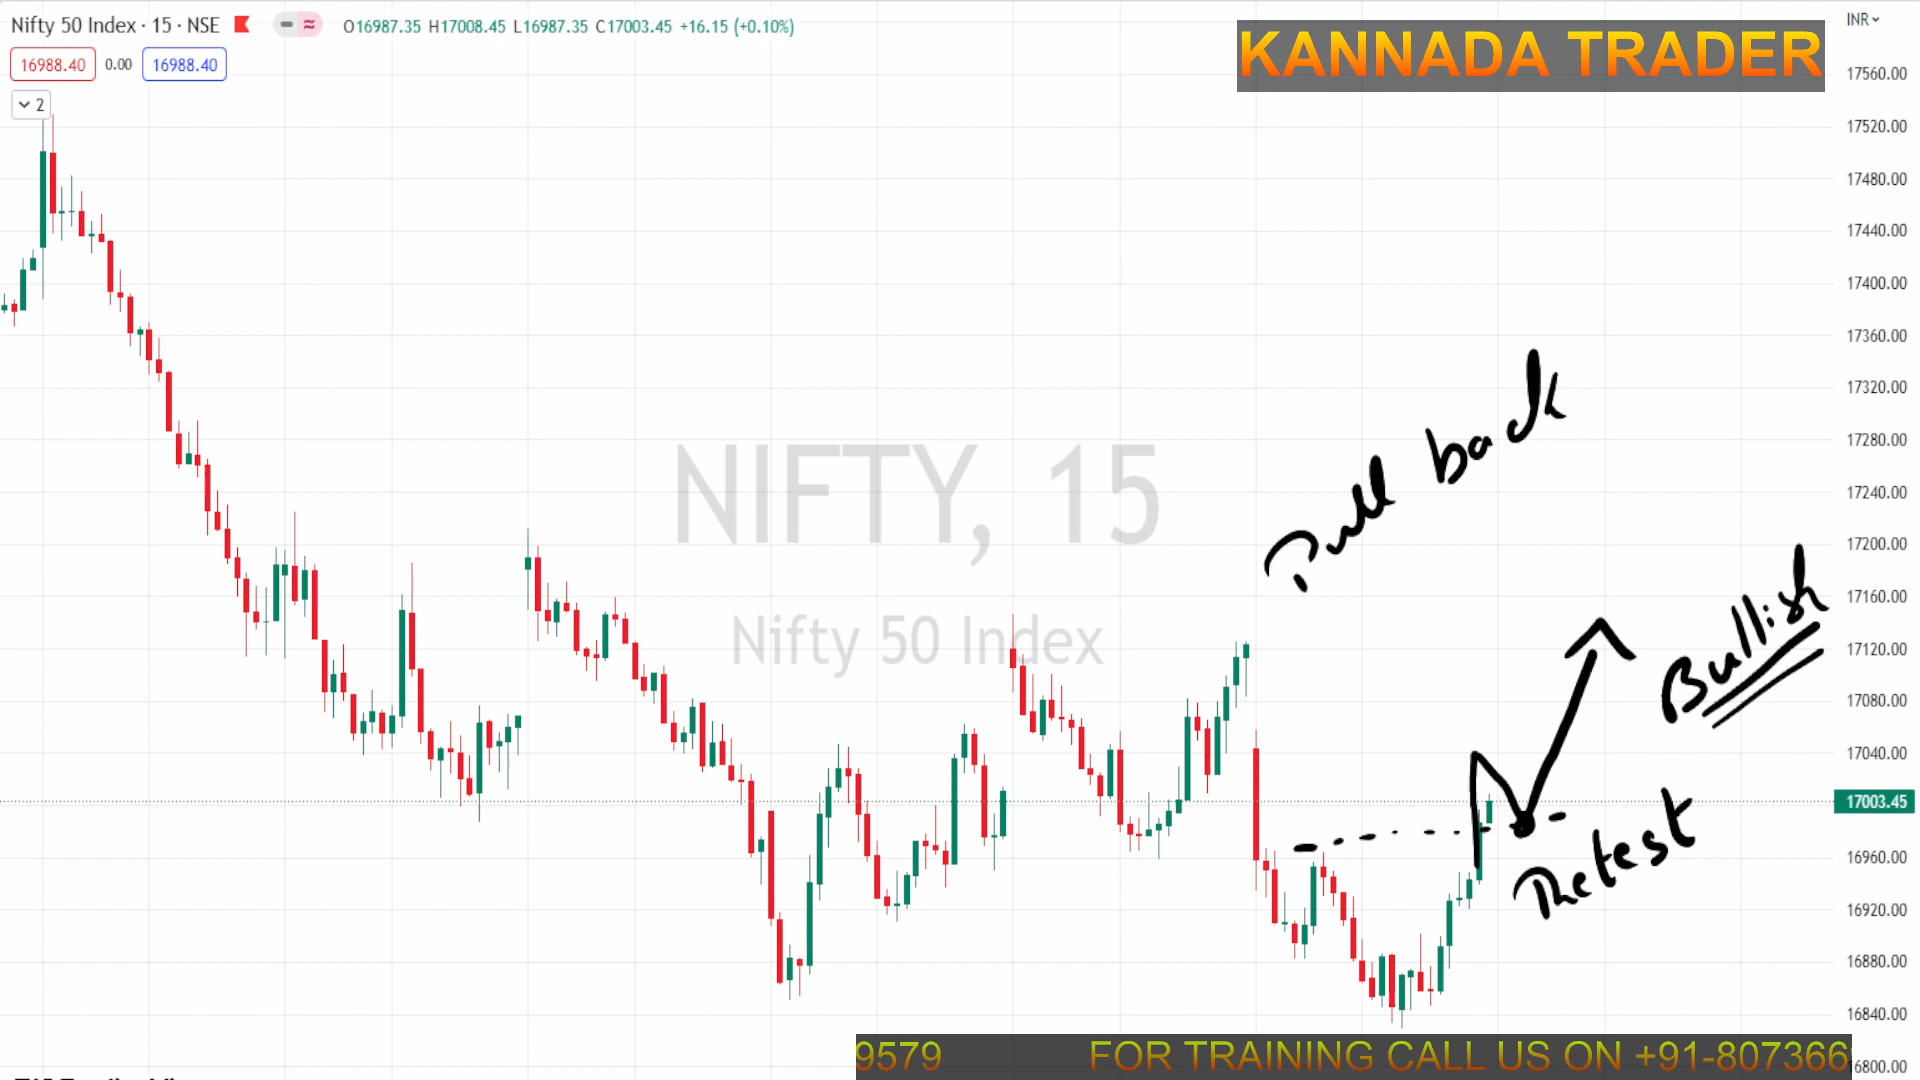 Nifty 50 Index · 15 · NSE
O16987.35 H17008.45 L16987.35 C17003.45 +16.15 (+0.10%)
INR
KANNADA TRADER
16988.40 0.00 16988.40
2
17560.00
17520.00
17480.00
17440.00
17400.00
17360.00
17320.00
17280.00
17240.00
17200.00
17160.00
17120.00
17080.00
17040.00
17003.45
16960.00
16920.00
16880.00
16840.00
16800.00
NIFTY, 15
Nifty 50 Index
Pull back
Bullish
Retest
9579 FOR TRAINING CALL US ON +91-807366